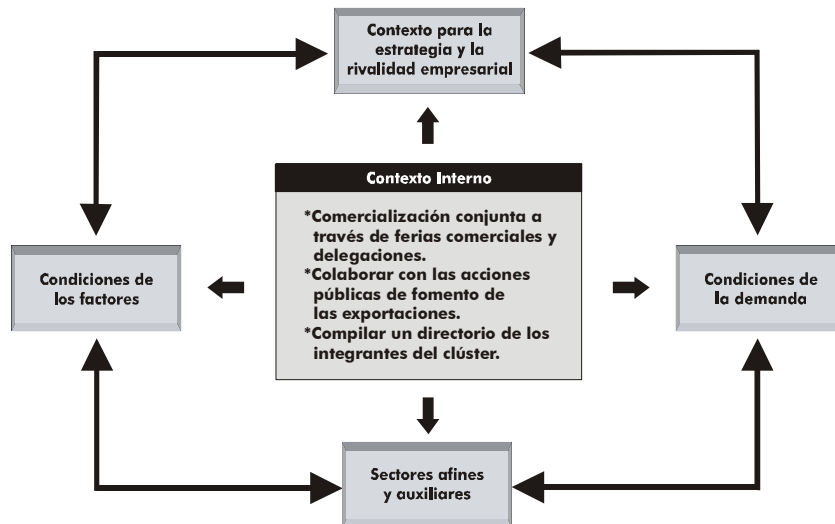 Contexto para la
estrategia y la
rivalidad empresarial
Contexto Interno
*Comercialización conjunta a
través de ferias comerciales y
delegaciones.
*Colaborar con las acciones
públicas de fomento de
las exportaciones.
*Compilar un directorio de los
integrantes del clúster.
Condiciones de
los factores
Condiciones de
la demanda
Sectores afines
y auxiliares